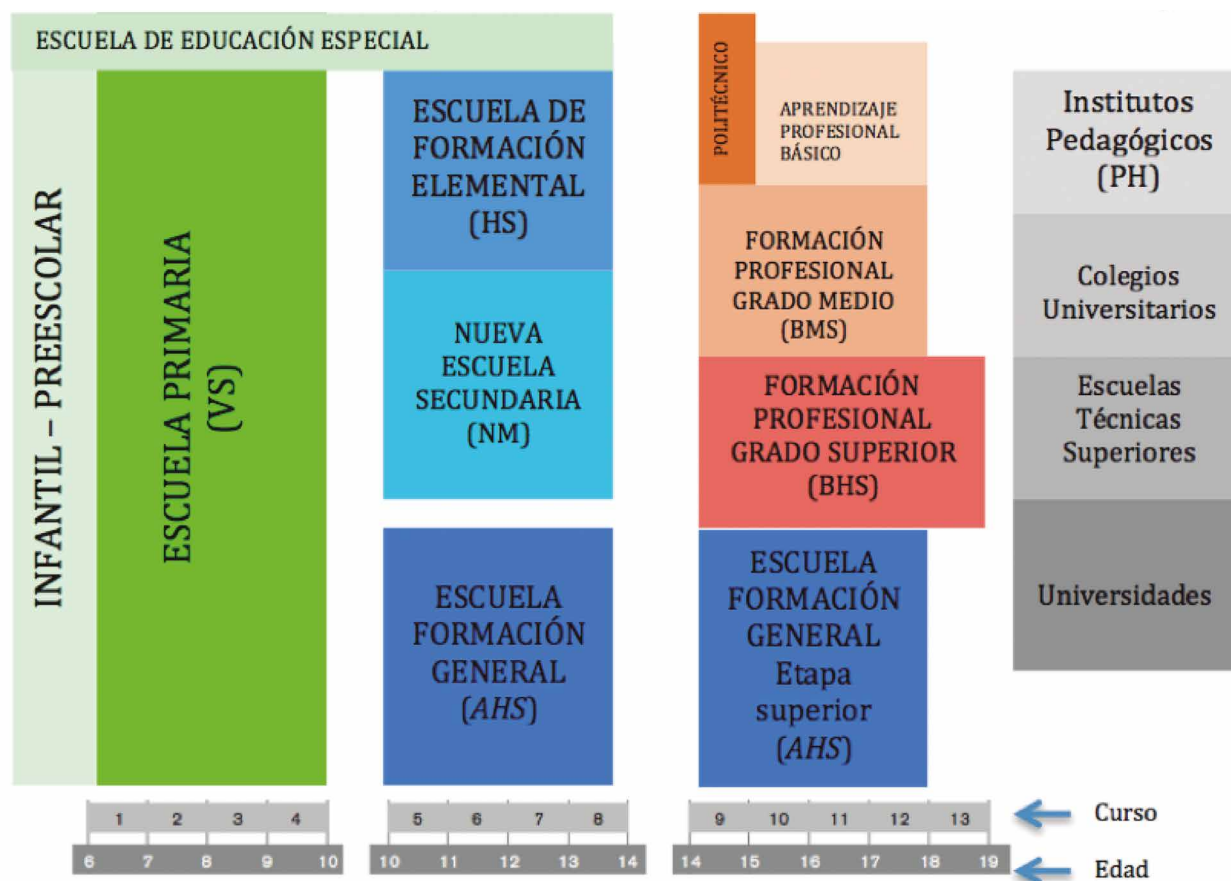 ESCUELA DE EDUCACIÓN ESPECIAL
INFANTIL – PREESCOLAR
ESCUELA PRIMARIA
(VS)
ESCUELA DE
FORMACIÓN
ELEMENTAL
(HS)
NUEVA
ESCUELA
SECUNDARIA
(NM)
ESCUELA
FORMACIÓN
GENERAL
(AHS)
POLITÉCNICO
APRENDIZAJE
PROFESIONAL
BÁSICO
FORMACIÓN
PROFESIONAL
GRADO MEDIO
(BMS)
FORMACIÓN
PROFESIONAL
GRADO SUPERIOR
(BHS)
ESCUELA
FORMACIÓN
GENERAL
Etapa
superior
(AHS)
Institutos
Pedagógicos
(PH)
Colegios
Universitarios
Escuelas
Técnicas
Superiores
Universidades
1 2 3 4 5 6 7 8 9 10 11 12 13 Curso
6 7 8 9 10 10 11 12 13 14 14 15 16 17 18 19 Edad